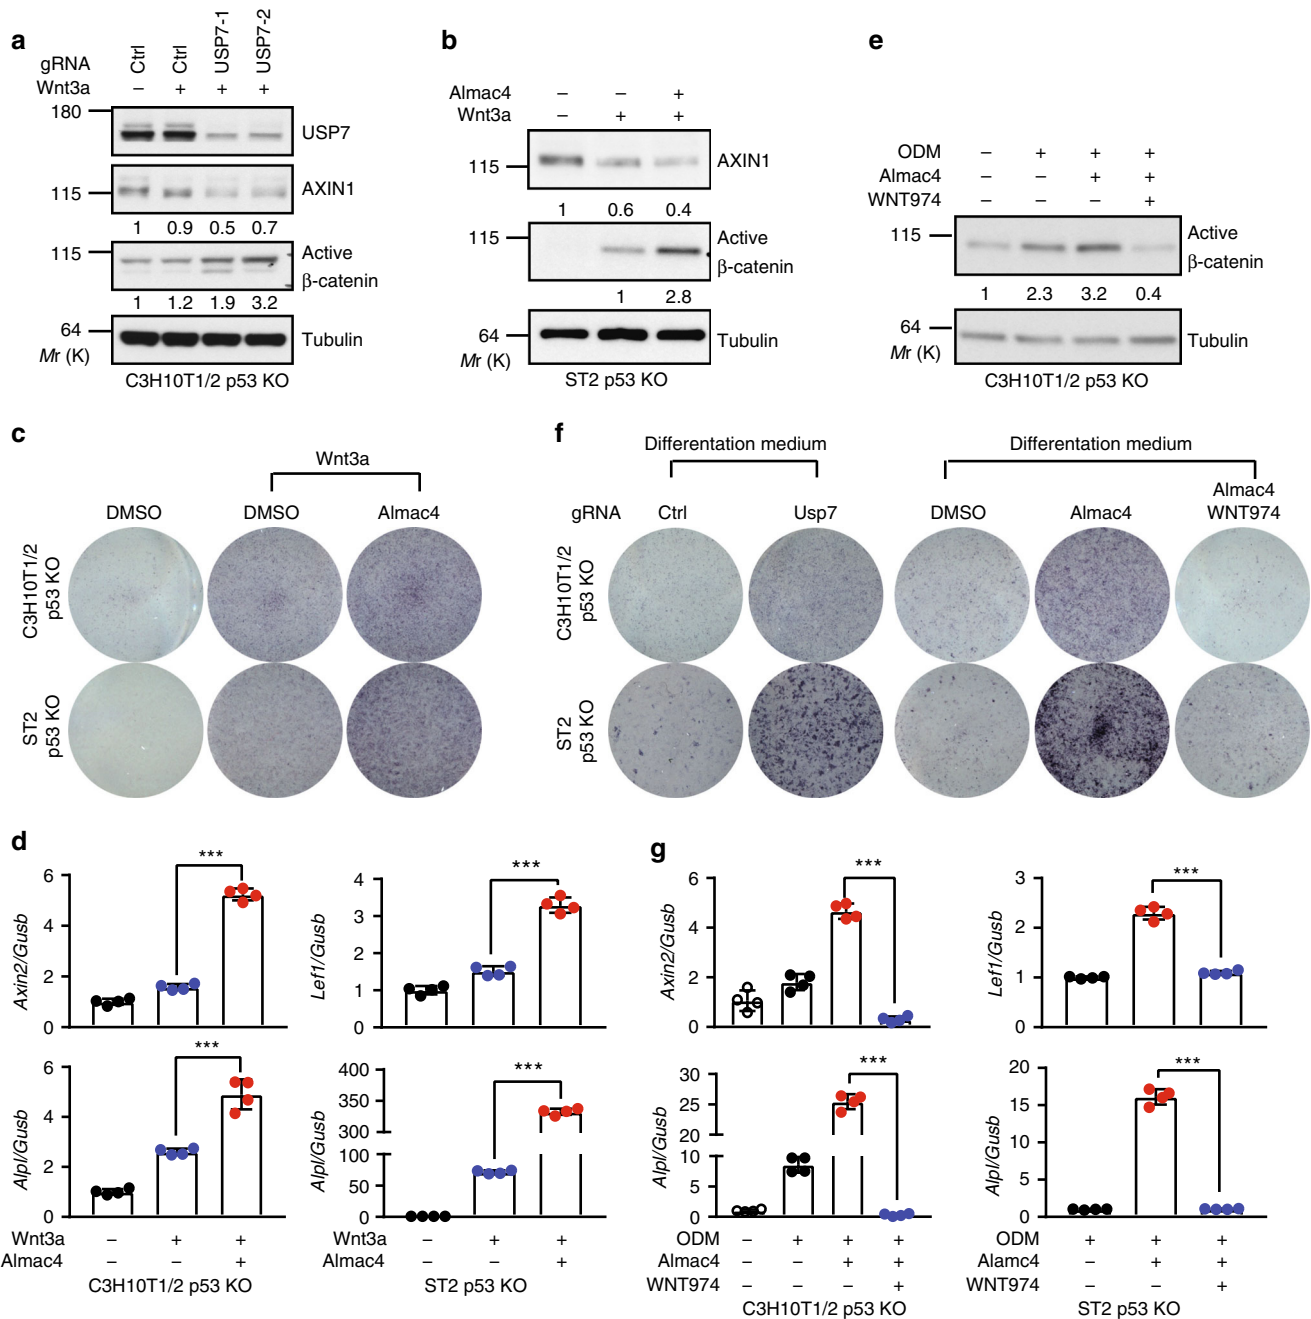 a
gRNA Ctrl Ctrl USP7-1 USP7-2
Wnt3a – + + +
180
USP7
115
AXIN1
1 0.9 0.5 0.7
115
Active
β-catenin
1 1.2 1.9 3.2
64
Tubulin
Mr (K)
C3H10T1/2 p53 KO
b
Almac4 – – +
Wnt3a – + +
115
AXIN1
1 0.6 0.4
115
Active
β-catenin
1 2.8
64
Tubulin
Mr (K)
ST2 p53 KO
e
ODM – + + +
Almac4 – – + +
WNT974 – – – +
115
Active
β-catenin
1 2.3 3.2 0.4
64
Tubulin
Mr (K)
C3H10T1/2 p53 KO
c
Wnt3a
DMSO DMSO Almac4
C3H10T1/2
p53 KO
ST2
p53 KO
f
Differentation medium Differentation medium
gRNA Ctrl Usp7 DMSO Almac4 Almac4
WNT974
C3H10T1/2
p53 KO
ST2
p53 KO
d
Axin2/Gusb
6
4
2
0
***
Lef1/Gusb
4
3
2
1
0
***
Alpl/Gusb
6
4
2
0
***
Alpl/Gusb
400
350
300
100
50
0
***
Wnt3a – + +
Almac4 – – +
C3H10T1/2 p53 KO
Wnt3a – + +
Almac4 – – +
ST2 p53 KO
g
Axin2/Gusb
6
4
2
0
***
Lef1/Gusb
3
2
1
0
***
Alpl/Gusb
30
25
20
10
5
0
***
Alpl/Gusb
20
15
10
5
0
***
ODM – + + +
Almac4 – – + +
WNT974 – – – +
C3H10T1/2 p53 KO
ODM + + +
Alamc4 – + +
WNT974 – – +
ST2 p53 KO